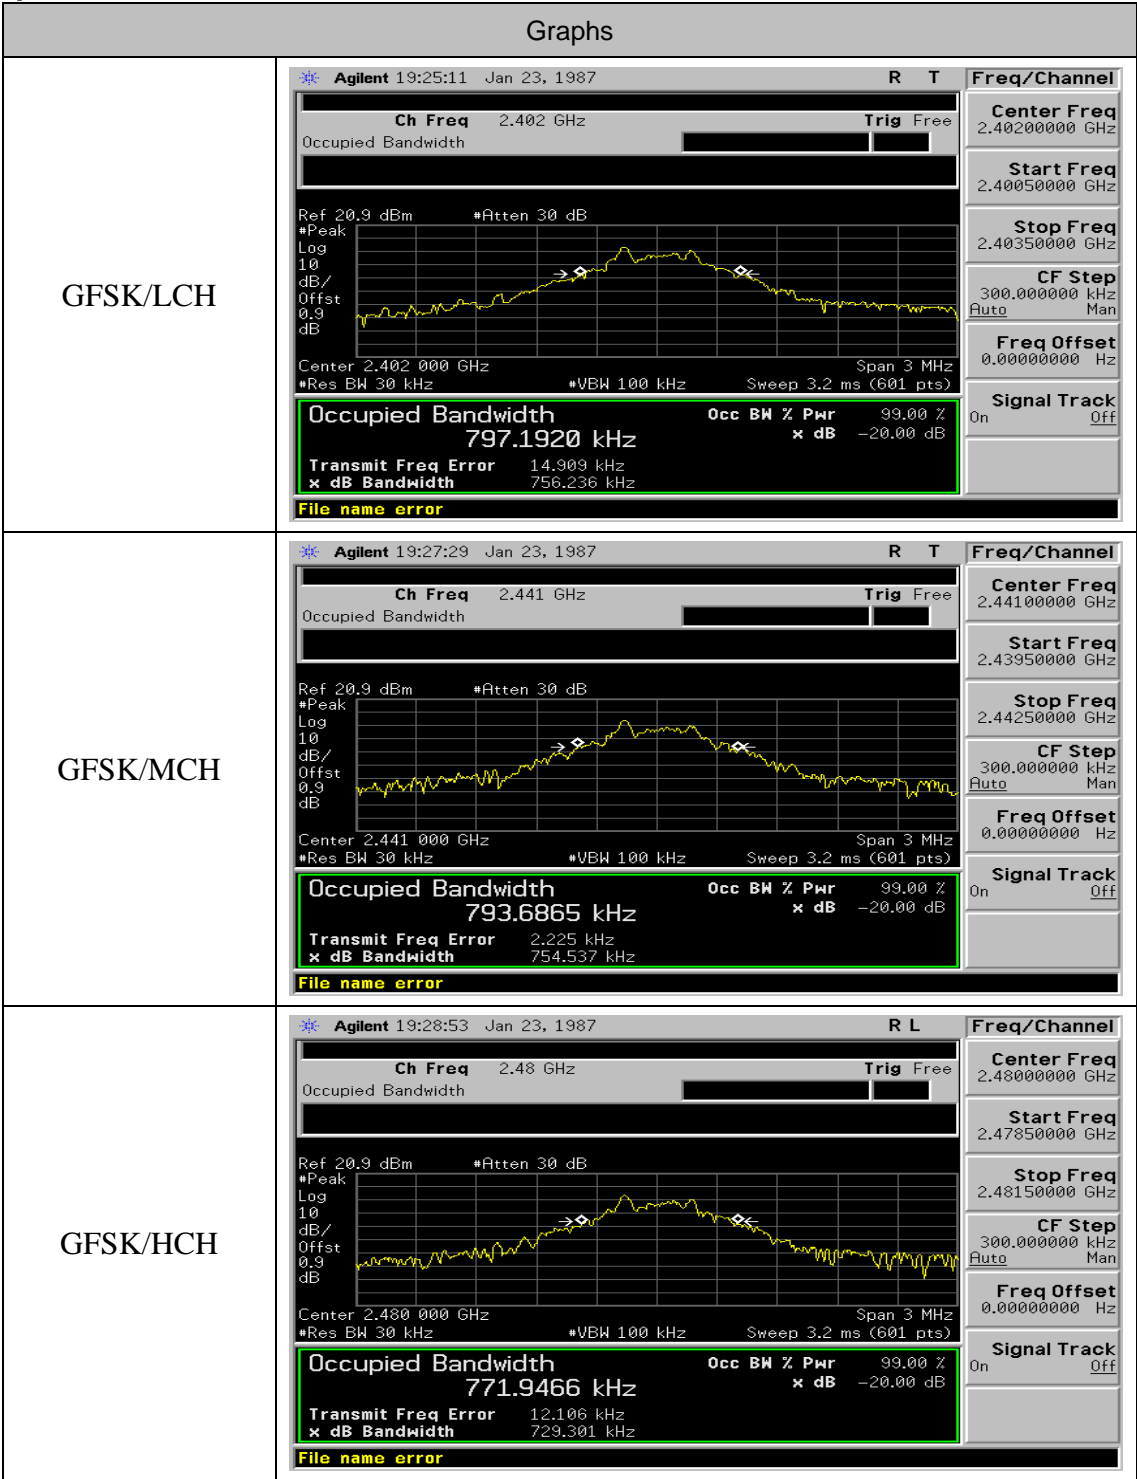 Graphs
GFSK/LCH
Agilent 19:25:11 Jan 23, 1987 R T
Freq/Channel
Ch Freq 2.402 GHz Trig Free
Occupied Bandwidth
Center Freq
2.40200000 GHz
Start Freq
2.40050000 GHz
Stop Freq
2.40350000 GHz
CF Step
300.000000 kHz
Auto Man
Freq Offset
0.00000000 Hz
Signal Track
On Off
Ref 20.9 dBm #Atten 30 dB
#Peak
Log
10
dB/
Offst
0.9
dB
Center 2.402 000 GHz Span 3 MHz
#Res BW 30 kHz #VBW 100 kHz Sweep 3.2 ms (601 pts)
Occupied Bandwidth Occ BW % Pwr 99.00 %
797.1920 kHz x dB -20.00 dB
Transmit Freq Error 14.909 kHz
x dB Bandwidth 756.236 kHz
File name error
GFSK/MCH
Agilent 19:27:29 Jan 23, 1987 R T
Freq/Channel
Ch Freq 2.441 GHz Trig Free
Occupied Bandwidth
Center Freq
2.44100000 GHz
Start Freq
2.43950000 GHz
Stop Freq
2.44250000 GHz
CF Step
300.000000 kHz
Auto Man
Freq Offset
0.00000000 Hz
Signal Track
On Off
Ref 20.9 dBm #Atten 30 dB
#Peak
Log
10
dB/
Offst
0.9
dB
Center 2.441 000 GHz Span 3 MHz
#Res BW 30 kHz #VBW 100 kHz Sweep 3.2 ms (601 pts)
Occupied Bandwidth Occ BW % Pwr 99.00 %
793.6865 kHz x dB -20.00 dB
Transmit Freq Error 2.225 kHz
x dB Bandwidth 754.537 kHz
File name error
GFSK/HCH
Agilent 19:28:53 Jan 23, 1987 R L
Freq/Channel
Ch Freq 2.48 GHz Trig Free
Occupied Bandwidth
Center Freq
2.48000000 GHz
Start Freq
2.47850000 GHz
Stop Freq
2.48150000 GHz
CF Step
300.000000 kHz
Auto Man
Freq Offset
0.00000000 Hz
Signal Track
On Off
Ref 20.9 dBm #Atten 30 dB
#Peak
Log
10
dB/
Offst
0.9
dB
Center 2.480 000 GHz Span 3 MHz
#Res BW 30 kHz #VBW 100 kHz Sweep 3.2 ms (601 pts)
Occupied Bandwidth Occ BW % Pwr 99.00 %
771.9466 kHz x dB -20.00 dB
Transmit Freq Error 12.106 kHz
x dB Bandwidth 729.301 kHz
File name error